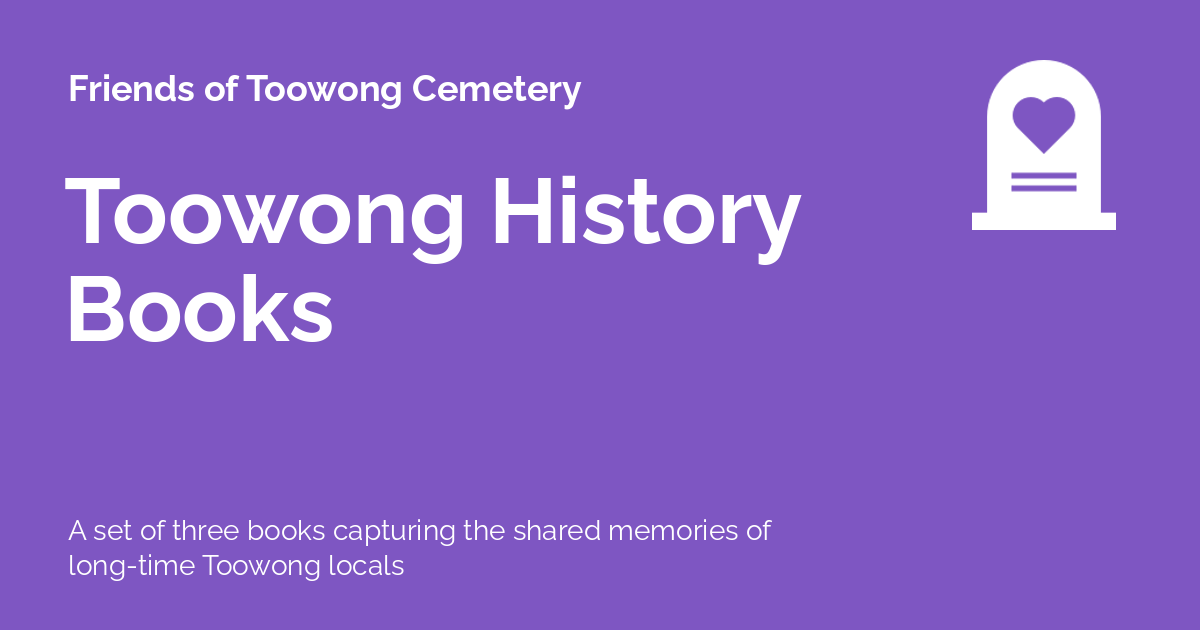 Friends of Toowong Cemetery
Toowong History
Books
A set of three books capturing the shared memories of
long-time Toowong locals